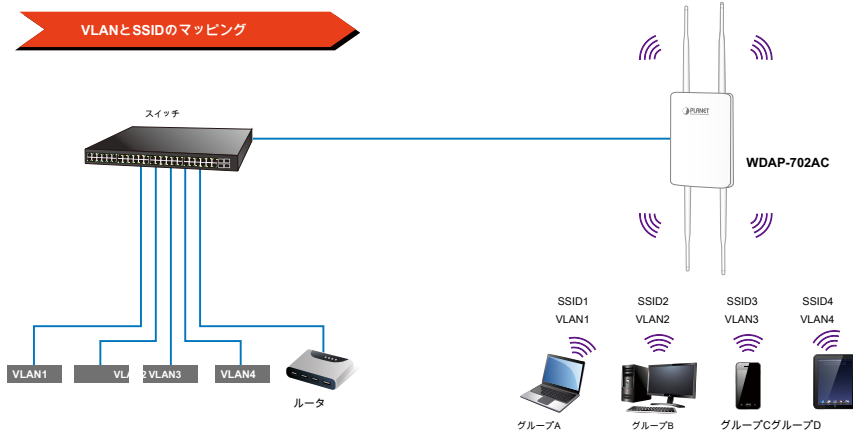 VLANとSSIDのマッピング
スイッチ
PLANET
WDAP-702AC
SSID1 SSID2 SSID3 SSID4
VLAN1 VLAN2 VLAN3 VLAN4
VLAN1 VLAN2 VLAN3 VLAN4
ルータ
グループA グループB グループCグループD